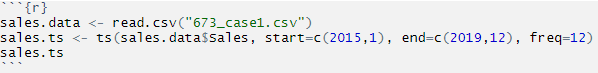 ```{r}
sales.data <- read.csv("673_case1.csv")
sales.ts <- ts(sales.data$Sales, start=c(2015,1), end=c(2019,12), freq=12)
sales.ts
```